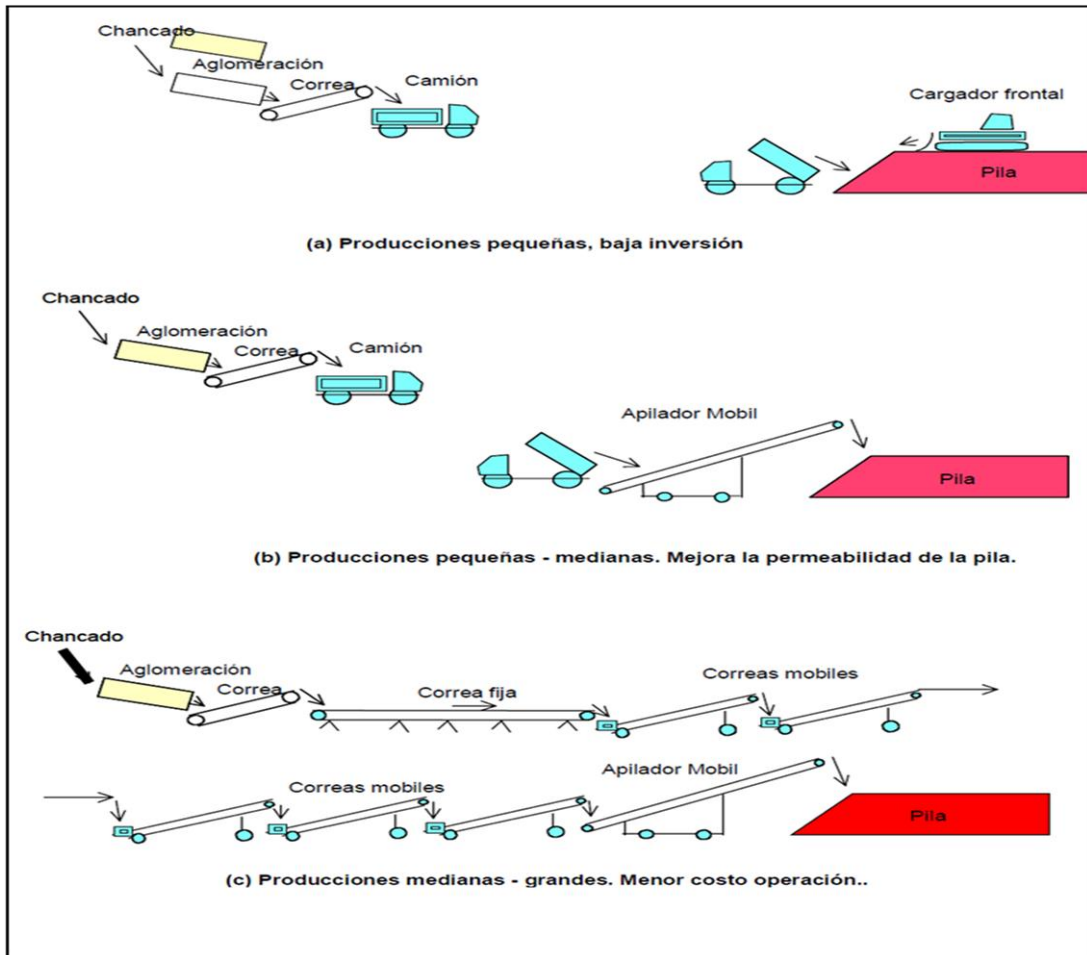 Chancado
Aglomeración
Correa
Camión
Cargador frontal
Pila
(a) Producciones pequeñas, baja inversión
Chancado
Aglomeración
Correa
Camión
Apilador Mobil
Pila
(b) Producciones pequeñas - medianas. Mejora la permeabilidad de la pila.
Chancado
Aglomeración
Correa
Correa fija
Correas mobiles
Correas mobiles
Apilador Mobil
Pila
(c) Producciones medianas - grandes. Menor costo operación..